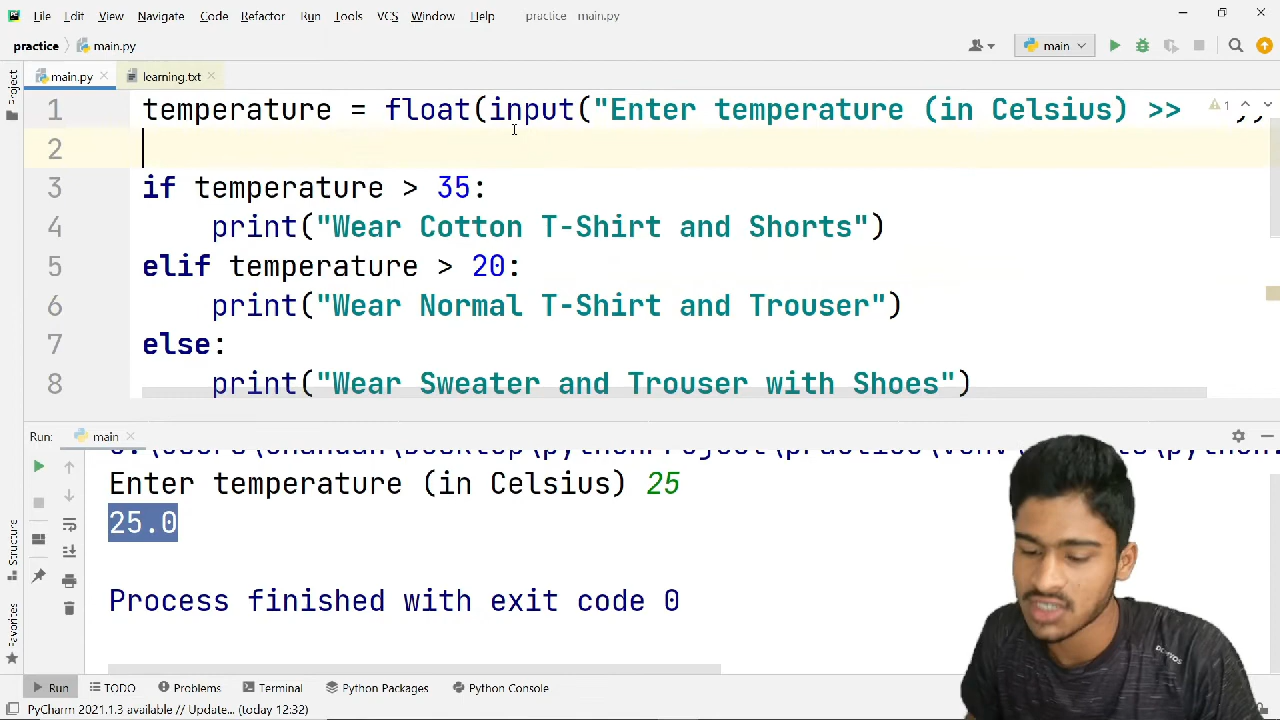 File Edit View Navigate Code Refactor Run Tools VCS Window Help practice - main.py
practice main.py main
main.py learning.txt
Project
1 temperature = float(input("Enter temperature (in Celsius) >> ))
1
2
3 if temperature > 35:
4 print("Wear Cotton T-Shirt and Shorts")
5 elif temperature > 20:
6 print("Wear Normal T-Shirt and Trouser")
7 else:
8 print("Wear Sweater and Trouser with Shoes")
Run: main
Enter temperature (in Celsius) 25
25.0
Process finished with exit code 0
Structure
Favorites
Run TODO Problems Terminal Python Packages Python Console
PyCharm 2021.1.3 available // Update... (today 12:32)